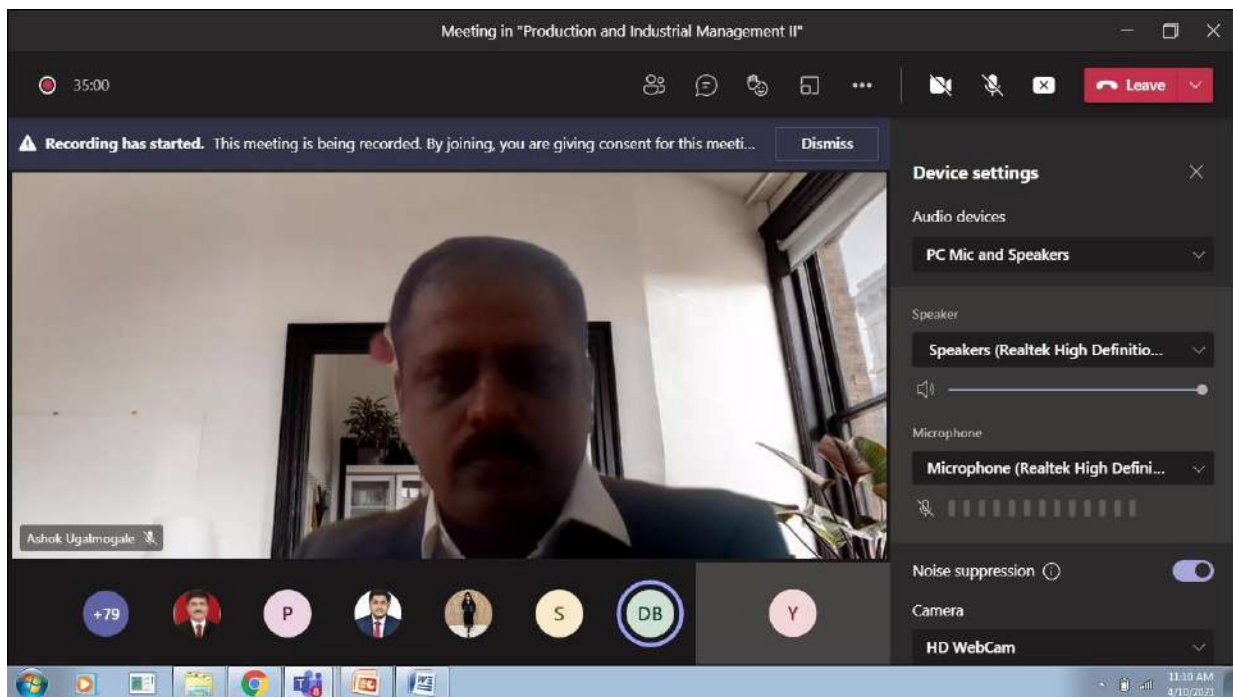 Meeting in "Production and Industrial Management II"
35:00
Leave
Recording has started. This meeting is being recorded. By joining, you are giving consent for this meeti...
Dismiss
Device settings
Audio devices
PC Mic and Speakers
Speaker
Speakers (Realtek High Definitio...
Microphone
Microphone (Realtek High Defini...
Ashok Ugalmogale
Noise suppression
+79
P
S
DB
Y
Camera
HD WebCam
11:10 AM